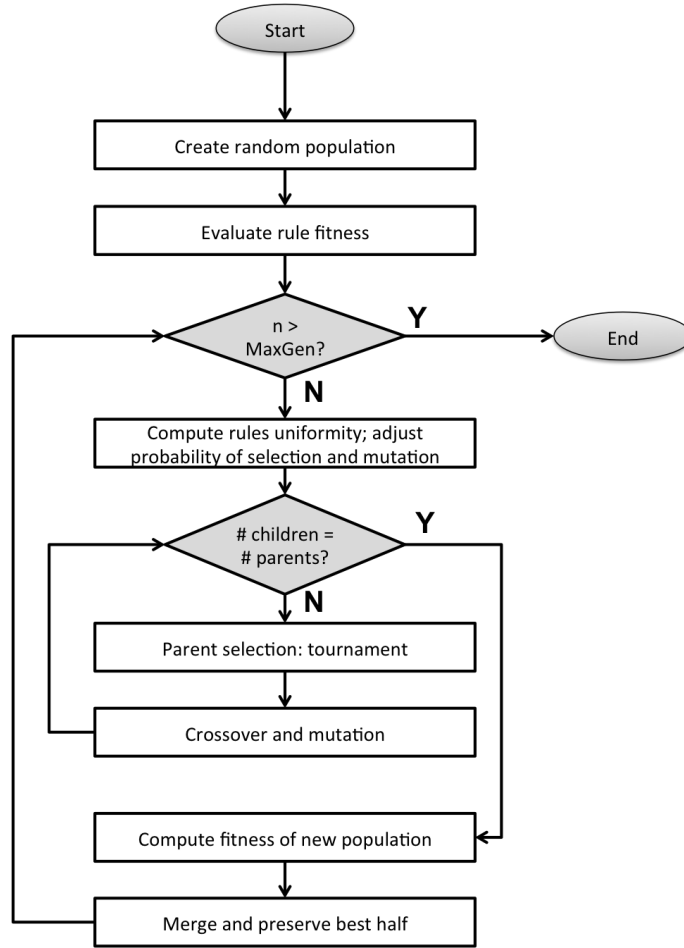 Start
Create random population
Evaluate rule fitness
n >
MaxGen?
Y
End
N
Compute rules uniformity; adjust
probability of selection and mutation
# children =
# parents?
Y
N
Parent selection: tournament
Crossover and mutation
Compute fitness of new population
Merge and preserve best half